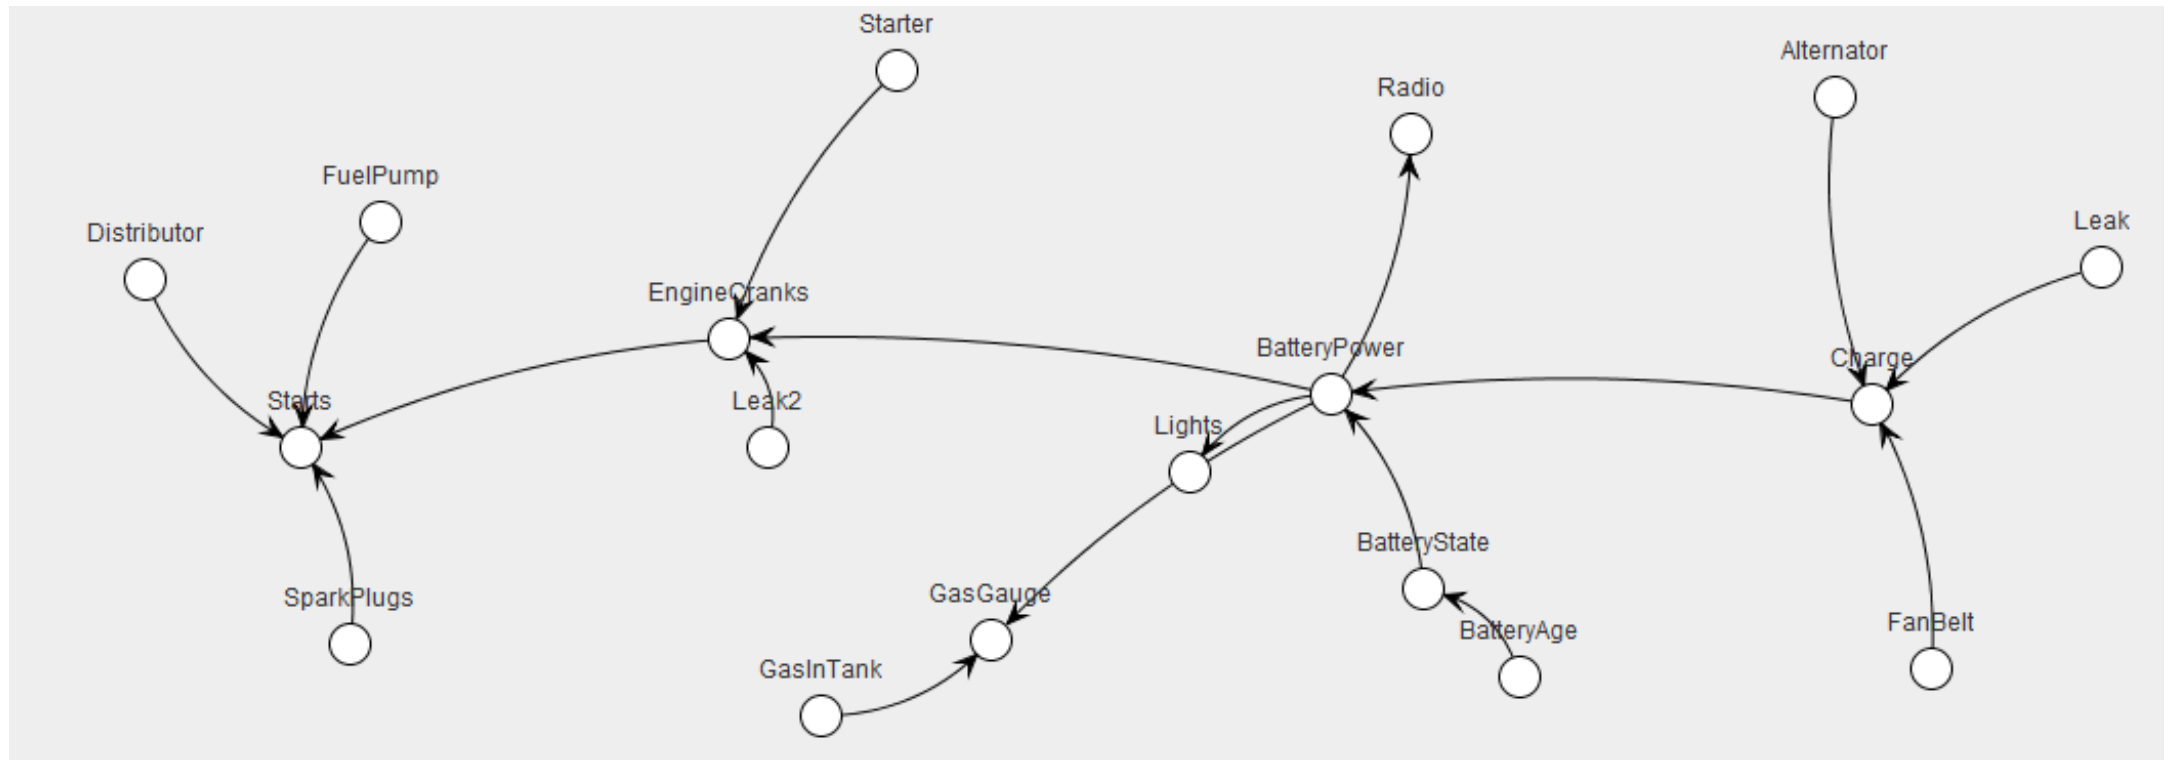 Starter
Alternator
Radio
FuelPump
Leak
Distributor
EngineCranks
BatteryPower
Charge
Starts
Leak2
Lights
BatteryState
GasGauge
SparkPlugs
FanBelt
BatteryAge
GasInTank